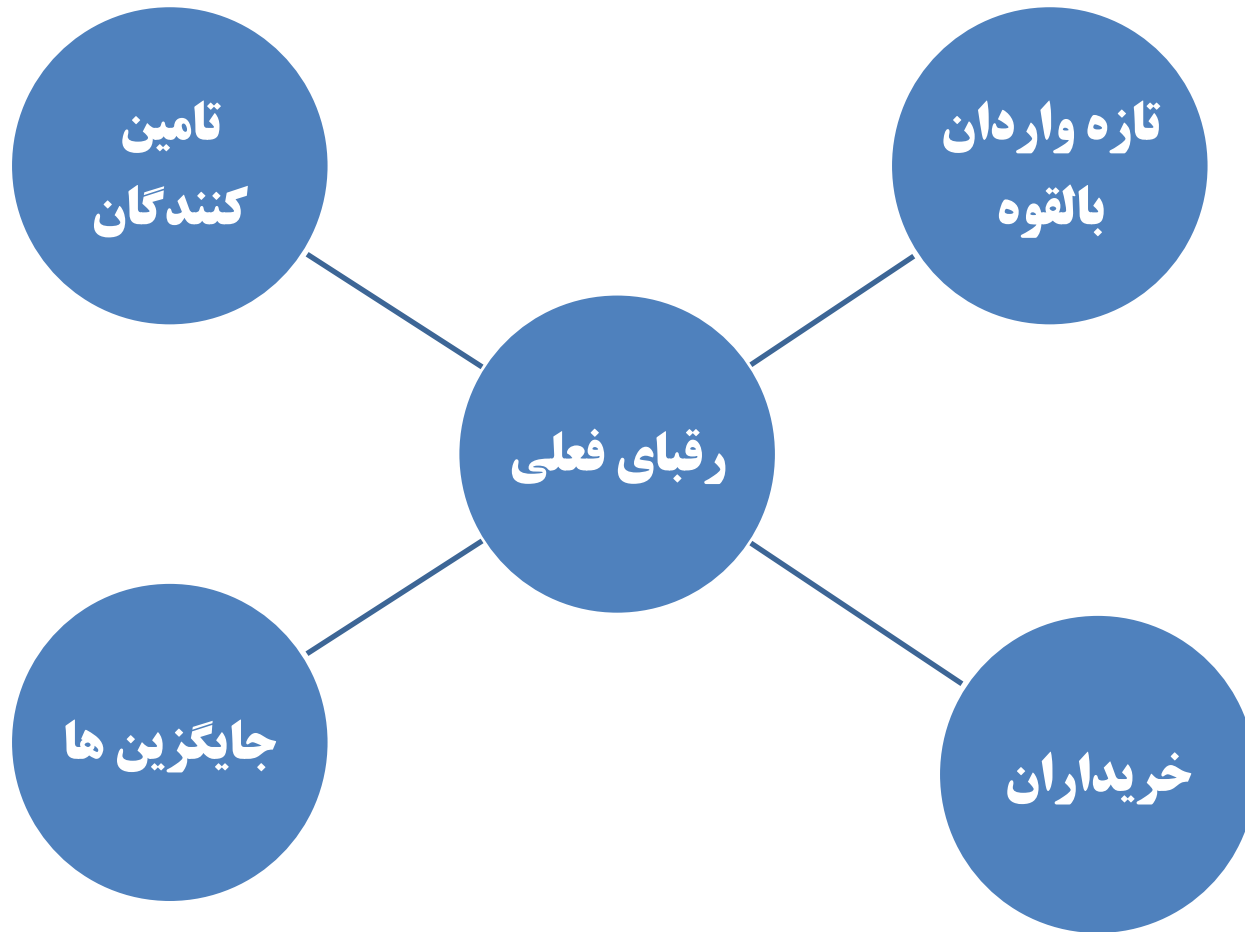 تازه واردان
بالقوه
تامین
کنندگان
رقبای فعلی
جایگزین ها
خریداران